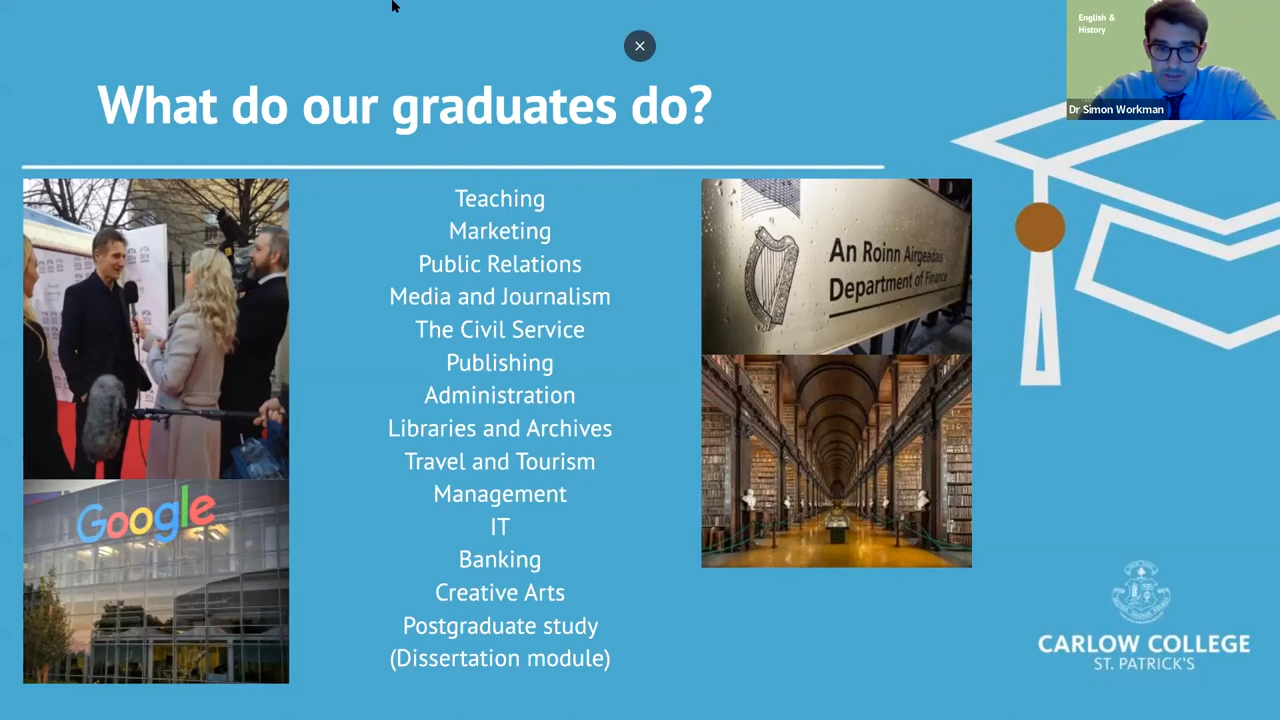 English &
History
Dr Simon Workman
What do our graduates do?
Teaching
Marketing
Public Relations
Media and Journalism
The Civil Service
Publishing
Administration
Libraries and Archives
Travel and Tourism
Management
IT
Banking
Creative Arts
Postgraduate study
(Dissertation module)
Google
An Roinn Airgeadais
Department of Finance
CARLOW COLLEGE
ST. PATRICK'S